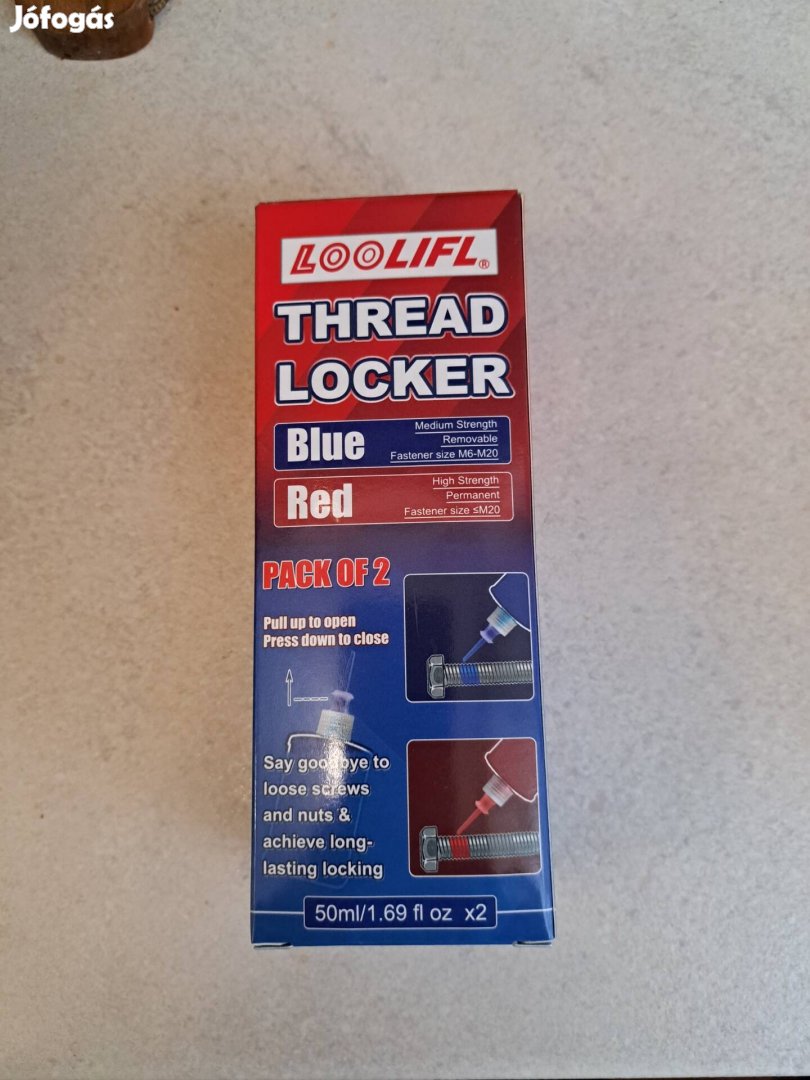 Jófogás
LOOLIFL®
THREAD
LOCKER
Blue
Medium Strength
Removable
Fastener size M6-M20
Red
High Strength
Permanent
Fastener size ≤M20
PACK OF 2
Pull up to open
Press down to close
Say goodbye to
loose screws
and nuts &
achieve long-
lasting locking
50ml/1.69 fl oz x2